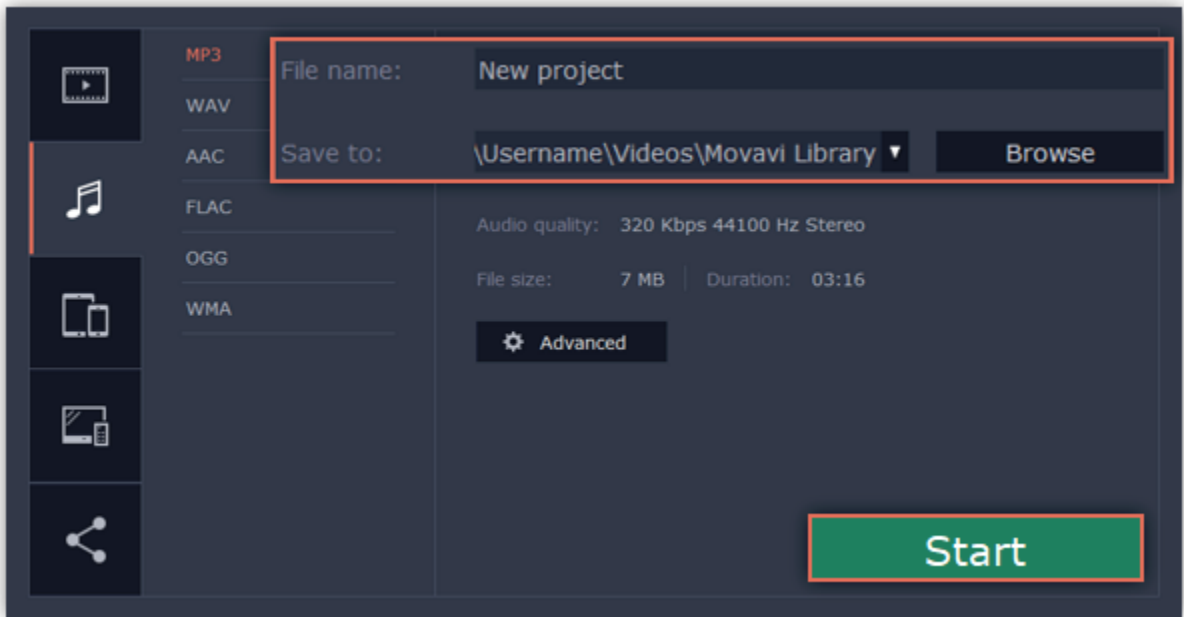 MP3
WAV
AAC
FLAC
OGG
WMA
File name: New project
Save to: \Username\Videos\Movavi Library ▼ Browse
Audio quality: 320 Kbps 44100 Hz Stereo
File size: 7 MB Duration: 03:16
Advanced
Start